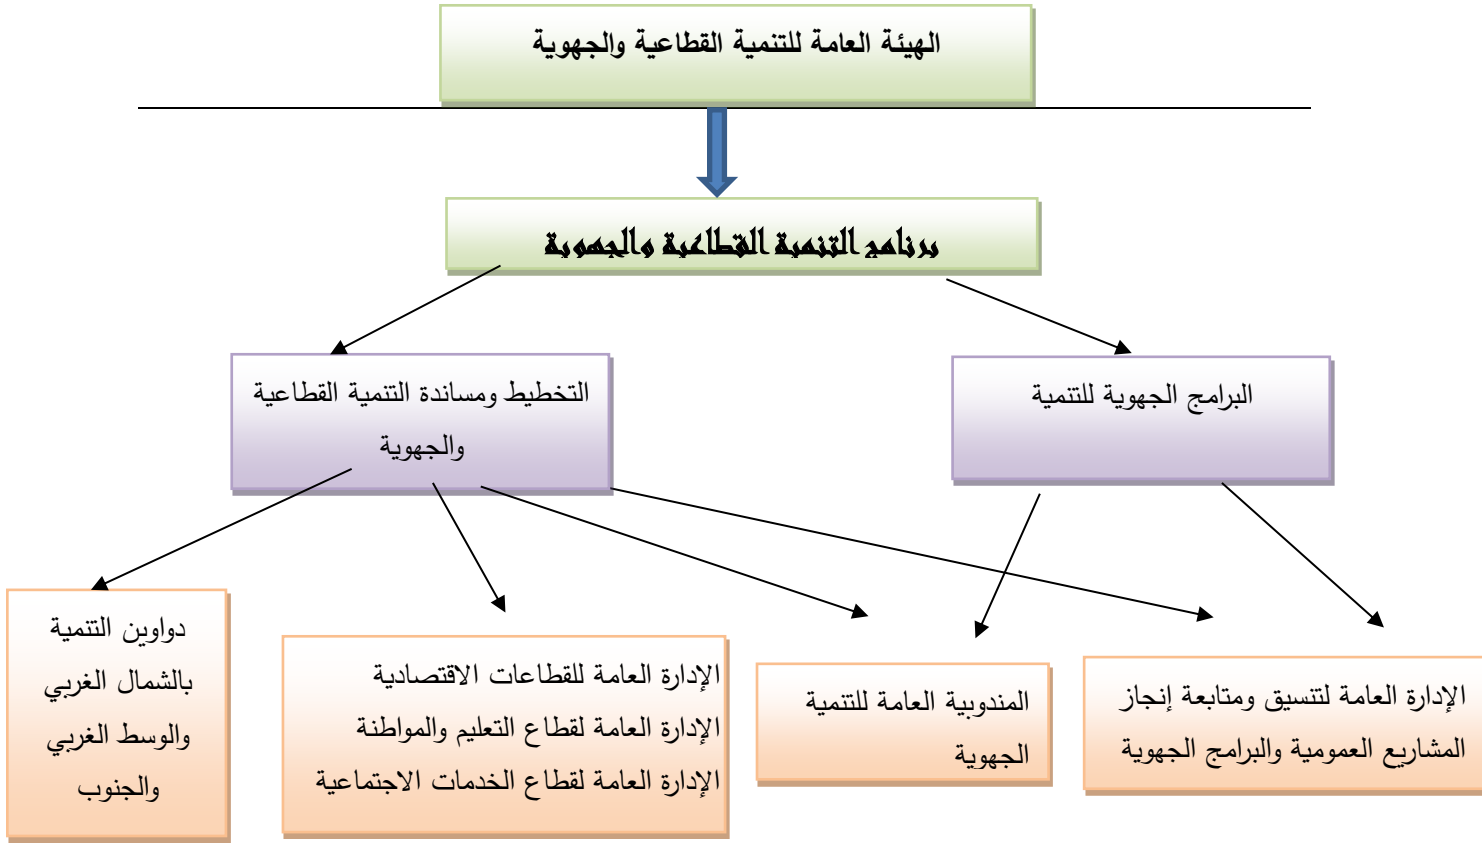 الهيئة العامة للتنمية القطاعية والجهوية
برنامج التنمية القطاعية والجهوية
البرامج الجهوية للتنمية
التخطيط ومساندة التنمية القطاعية
والجهوية
الإدارة العامة لتنسيق ومتابعة إنجاز
المشاريع العمومية والبرامج الجهوية
المندوبية العامة للتنمية
الجهوية
الإدارة العامة للقطاعات الاقتصادية
الإدارة العامة لقطاع التعليم والمواطنة
الإدارة العامة لقطاع الخدمات الاجتماعية
دواوين التنمية
بالشمال الغربي
والوسط الغربي
والجنوب